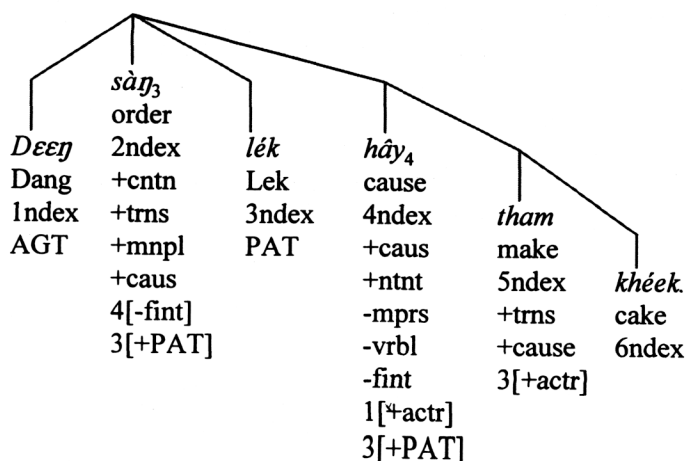 Dɛɛŋ
Dang
1ndex
AGT
sàŋ₃
order
2ndex
+cntn
+trns
+mnpl
+caus
4[-fint]
3[+PAT]
lék
Lek
3ndex
PAT
hây₄
cause
4ndex
+caus
+ntnt
-mprs
-vrbl
-fint
1[+actr]
3[+PAT]
tham
make
5ndex
+trns
+cause
3[+actr]
khéek.
cake
6ndex